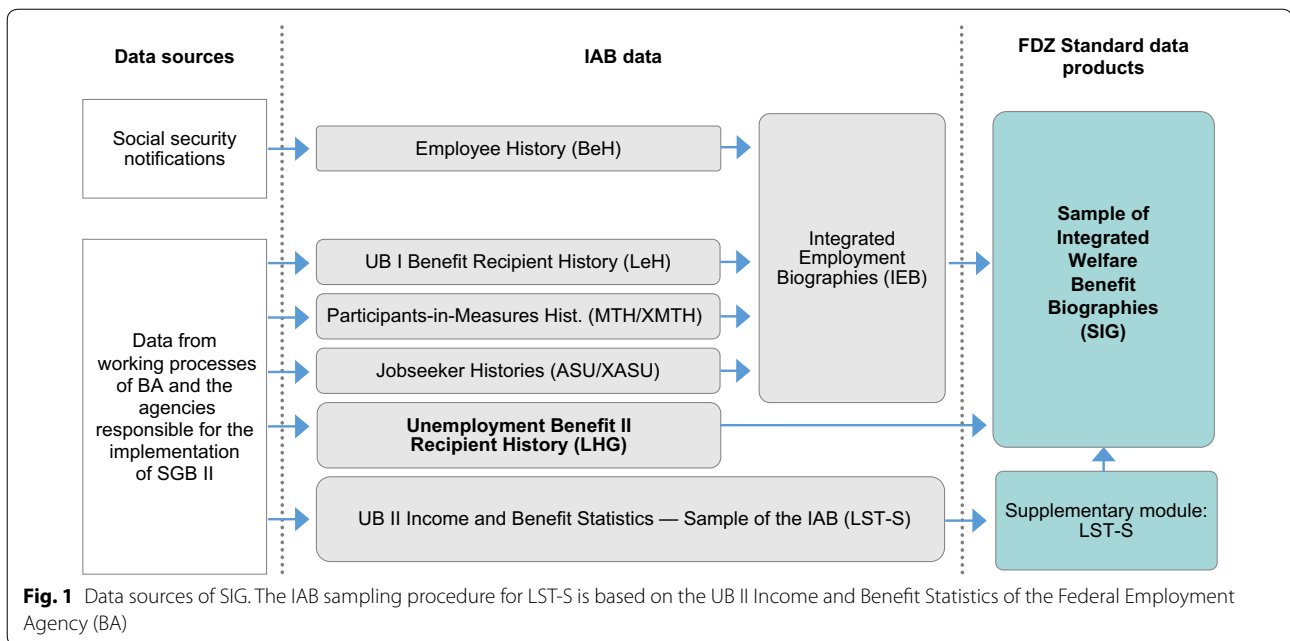 Data sources
IAB data
FDZ Standard data
products
Social security
notifications
Employee History (BeH)
Data from
working processes
of BA and the
agencies
responsible for the
implementation
of SGB II
UB I Benefit Recipient History (LeH)
Participants-in-Measures Hist. (MTH/XMTH)
Jobseeker Histories (ASU/XASU)
Unemployment Benefit II
Recipient History (LHG)
UB II Income and Benefit Statistics — Sample of the IAB (LST-S)
Integrated
Employment
Biographies (IEB)
Sample of
Integrated
Welfare
Benefit
Biographies
(SIG)
Supplementary module:
LST-S
Fig. 1 Data sources of SIG. The IAB sampling procedure for LST-S is based on the UB II Income and Benefit Statistics of the Federal Employment
Agency (BA)